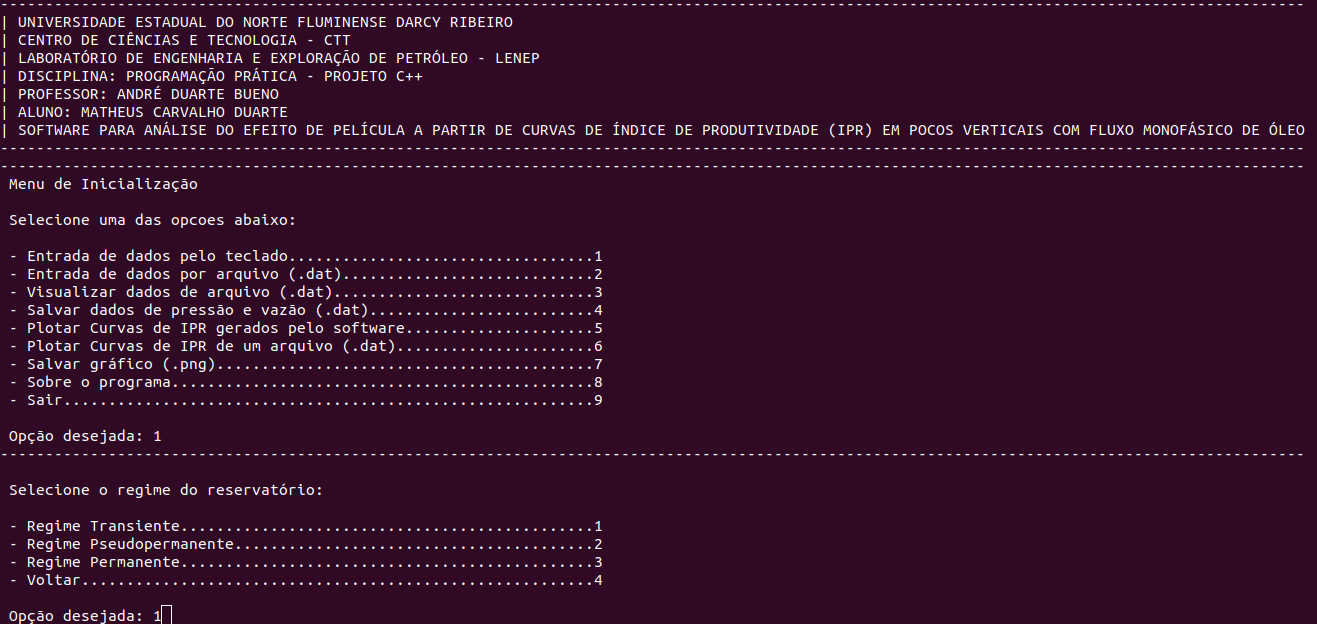 --------------------------------------------------------------------------------------------------------------------------------------------------
| UNIVERSIDADE ESTADUAL DO NORTE FLUMINENSE DARCY RIBEIRO
| CENTRO DE CIÊNCIAS E TECNOLOGIA - CTT
| LABORATÓRIO DE ENGENHARIA E EXPLORAÇÃO DE PETRÓLEO - LENEP
| DISCIPLINA: PROGRAMAÇÃO PRÁTICA - PROJETO C++
| PROFESSOR: ANDRÉ DUARTE BUENO
| ALUNO: MATHEUS CARVALHO DUARTE
| SOFTWARE PARA ANÁLISE DO EFEITO DE PELÍCULA A PARTIR DE CURVAS DE ÍNDICE DE PRODUTIVIDADE (IPR) EM POCOS VERTICAIS COM FLUXO MONOFÁSICO DE ÓLEO
-------------------------------------------------------------------------------------------------------------------------------------------------
-------------------------------------------------------------------------------------------------------------------------------------------------
Menu de Inicialização
Selecione uma das opcoes abaixo:
- Entrada de dados pelo teclado..................................1
- Entrada de dados por arquivo (.dat)............................2
- Visualizar dados de arquivo (.dat).............................3
- Salvar dados de pressão e vazão (.dat).........................4
- Plotar Curvas de IPR gerados pelo software.....................5
- Plotar Curvas de IPR de um arquivo (.dat)......................6
- Salvar gráfico (.png)..........................................7
- Sobre o programa...............................................8
- Sair...........................................................9
Opção desejada: 1
-------------------------------------------------------------------------------------------------------------------------------------------------
Selecione o regime do reservatório:
- Regime Transiente..............................................1
- Regime Pseudopermanente........................................2
- Regime Permanente..............................................3
- Voltar.........................................................4
Opção desejada: 1